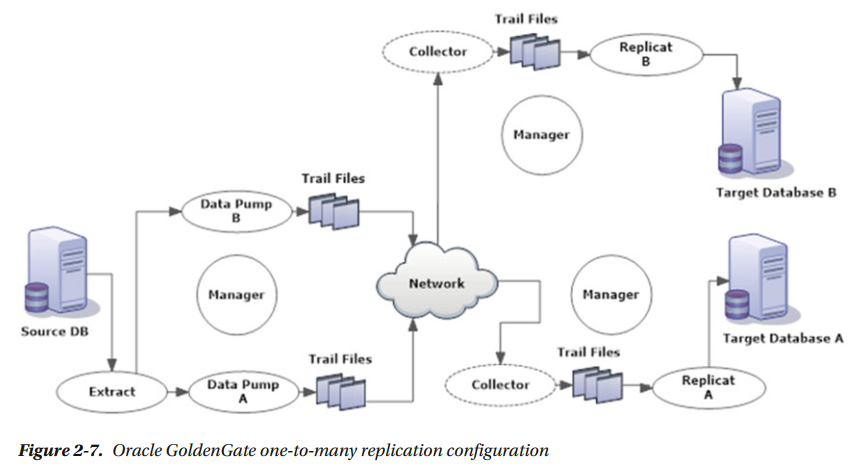 Trail Files
Collector
Replicat
B
Manager
Target Database B
Trail Files
Data Pump
B
Source DB
Manager
Network
Manager
Target Database A
Trail Files
Extract
Data Pump
A
Trail Files
Collector
Replicat
A
Figure 2-7. Oracle GoldenGate one-to-many replication configuration